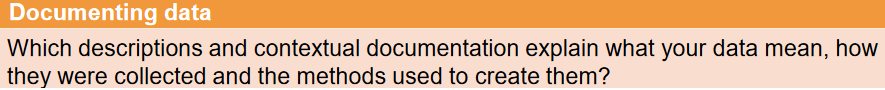 Documenting data
Which descriptions and contextual documentation explain what your data mean, how
they were collected and the methods used to create them?